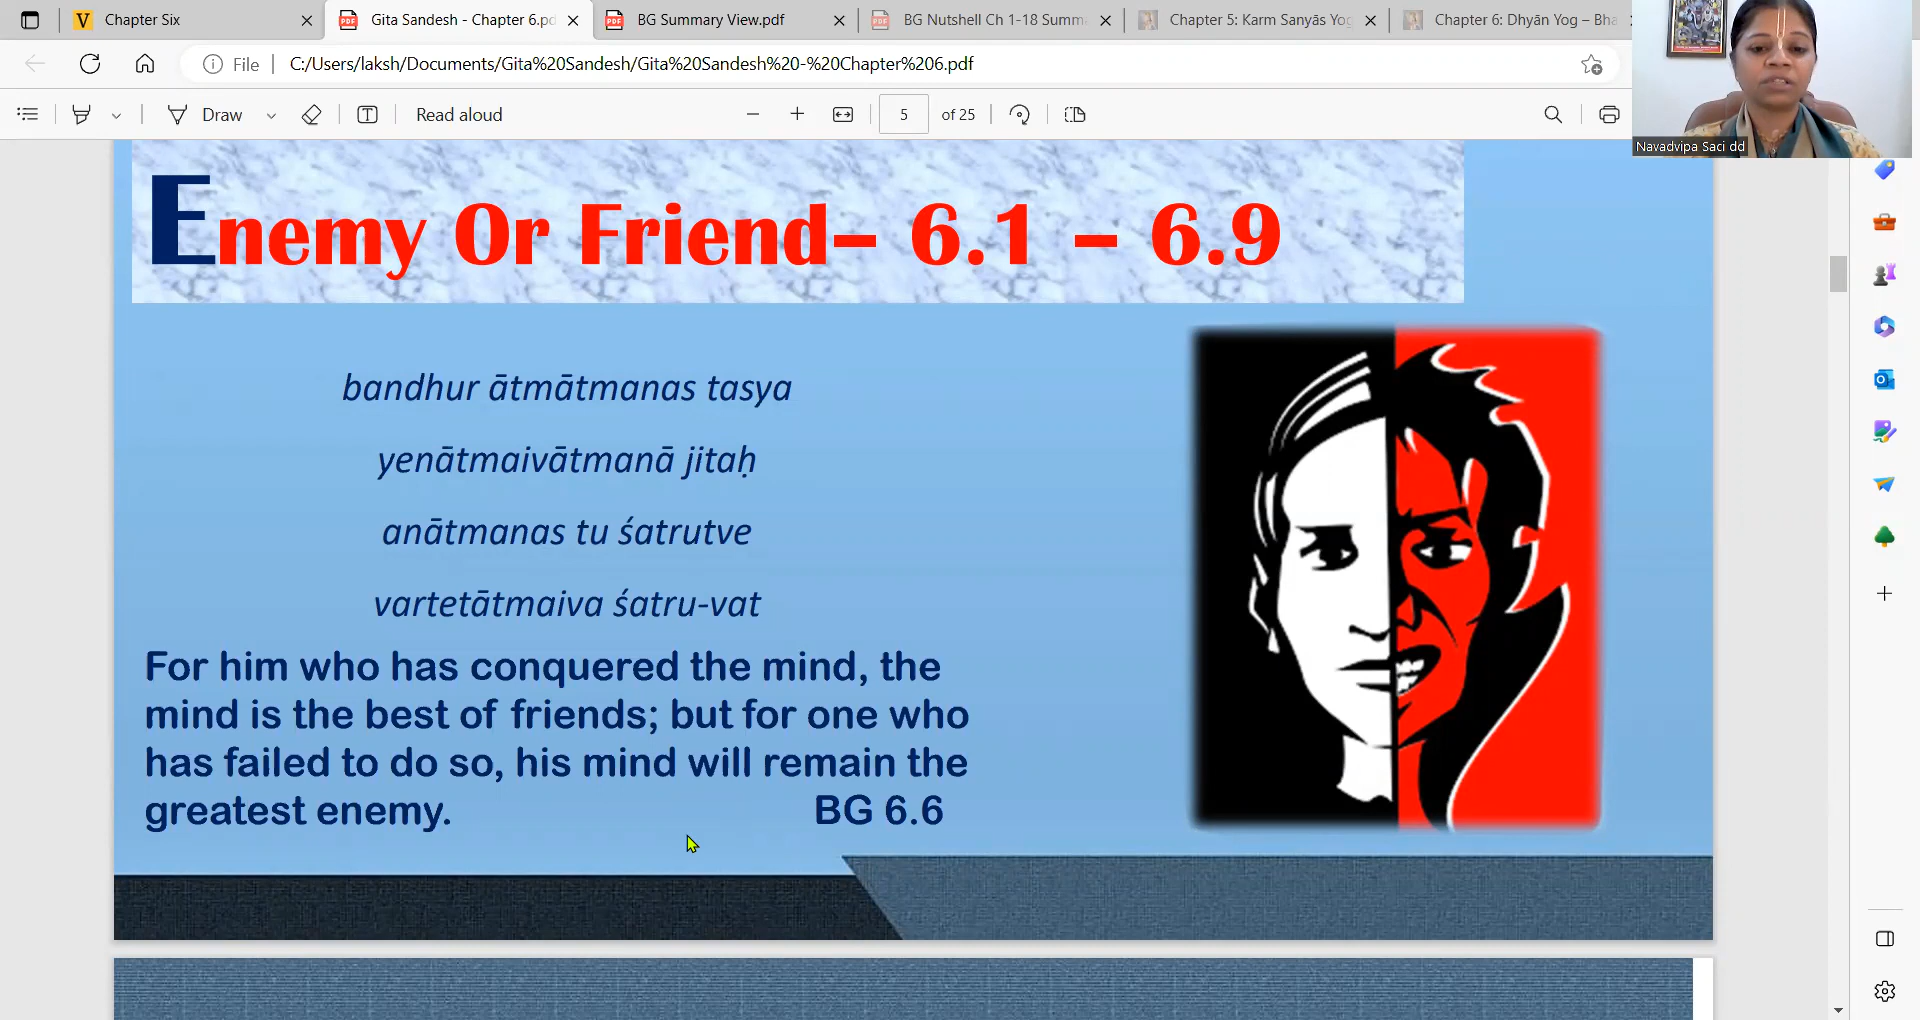 Chapter Six
Gita Sandesh - Chapter 6.pd
BG Summary View.pdf
BG Nutshell Ch 1-18 Summ
Chapter 5: Karm Sanyās Yog
Chapter 6: Dhyān Yog – Bha
File
C:/Users/laksh/Documents/Gita%20Sandesh/Gita%20Sandesh%20-%20Chapter%206.pdf
Draw
Read aloud
5
of 25
Navadvipa Saci dd
Enemy Or Friend– 6.1 – 6.9
bandhur ātmātmanas tasya
yenātmaivātmanā jitaḥ
anātmanas tu śatrutve
vartetātmaiva śatru-vat
For him who has conquered the mind, the
mind is the best of friends; but for one who
has failed to do so, his mind will remain the
greatest enemy. BG 6.6